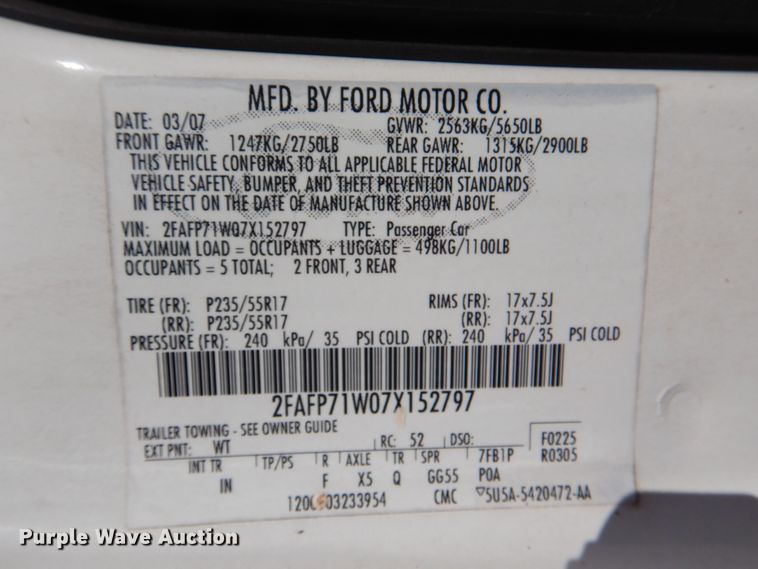 MFD. BY FORD MOTOR CO.
DATE: 03/07 GVWR: 2563KG/5650LB
FRONT GAWR: 1247KG/2750LB REAR GAWR: 1315KG/2900LB
THIS VEHICLE CONFORMS TO ALL APPLICABLE FEDERAL MOTOR
VEHICLE SAFETY, BUMPER, AND THEFT PREVENTION STANDARDS
IN EFFECT ON THE DATE OF MANUFACTURE SHOWN ABOVE.
VIN: 2FAFP71W07X152797 TYPE: Passenger Car
MAXIMUM LOAD = OCCUPANTS + LUGGAGE = 498KG/1100LB
OCCUPANTS = 5 TOTAL; 2 FRONT, 3 REAR
TIRE (FR): P235/55R17 RIMS (FR): 17x7.5J
(RR): P235/55R17 (RR): 17x7.5J
PRESSURE (FR): 240 kPa/ 35 PSI COLD (RR): 240 kPa/ 35 PSI COLD
2FAFP71W07X152797
TRAILER TOWING - SEE OWNER GUIDE
EXT PNT: WT RC: 52 DSO: F0225
INT TR TP/PS R AXLE TR SPR 7FB1P R0305
IN F X5 Q GG55 POA
CMC ▽5U5A-5420472-AA
Purple Wave Auction